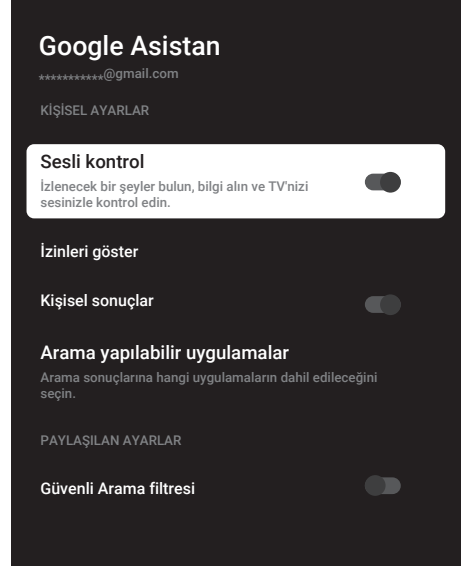 Google Asistan
***********@gmail.com
KİŞİSEL AYARLAR
Sesli kontrol
İzlenecek bir şeyler bulun, bilgi alın ve TV'nizi
sesinizle kontrol edin.
İzinleri göster
Kişisel sonuçlar
Arama yapılabilir uygulamalar
Arama sonuçlarına hangi uygulamaların dahil edileceğini
seçin.
PAYLAŞILAN AYARLAR
Güvenli Arama filtresi